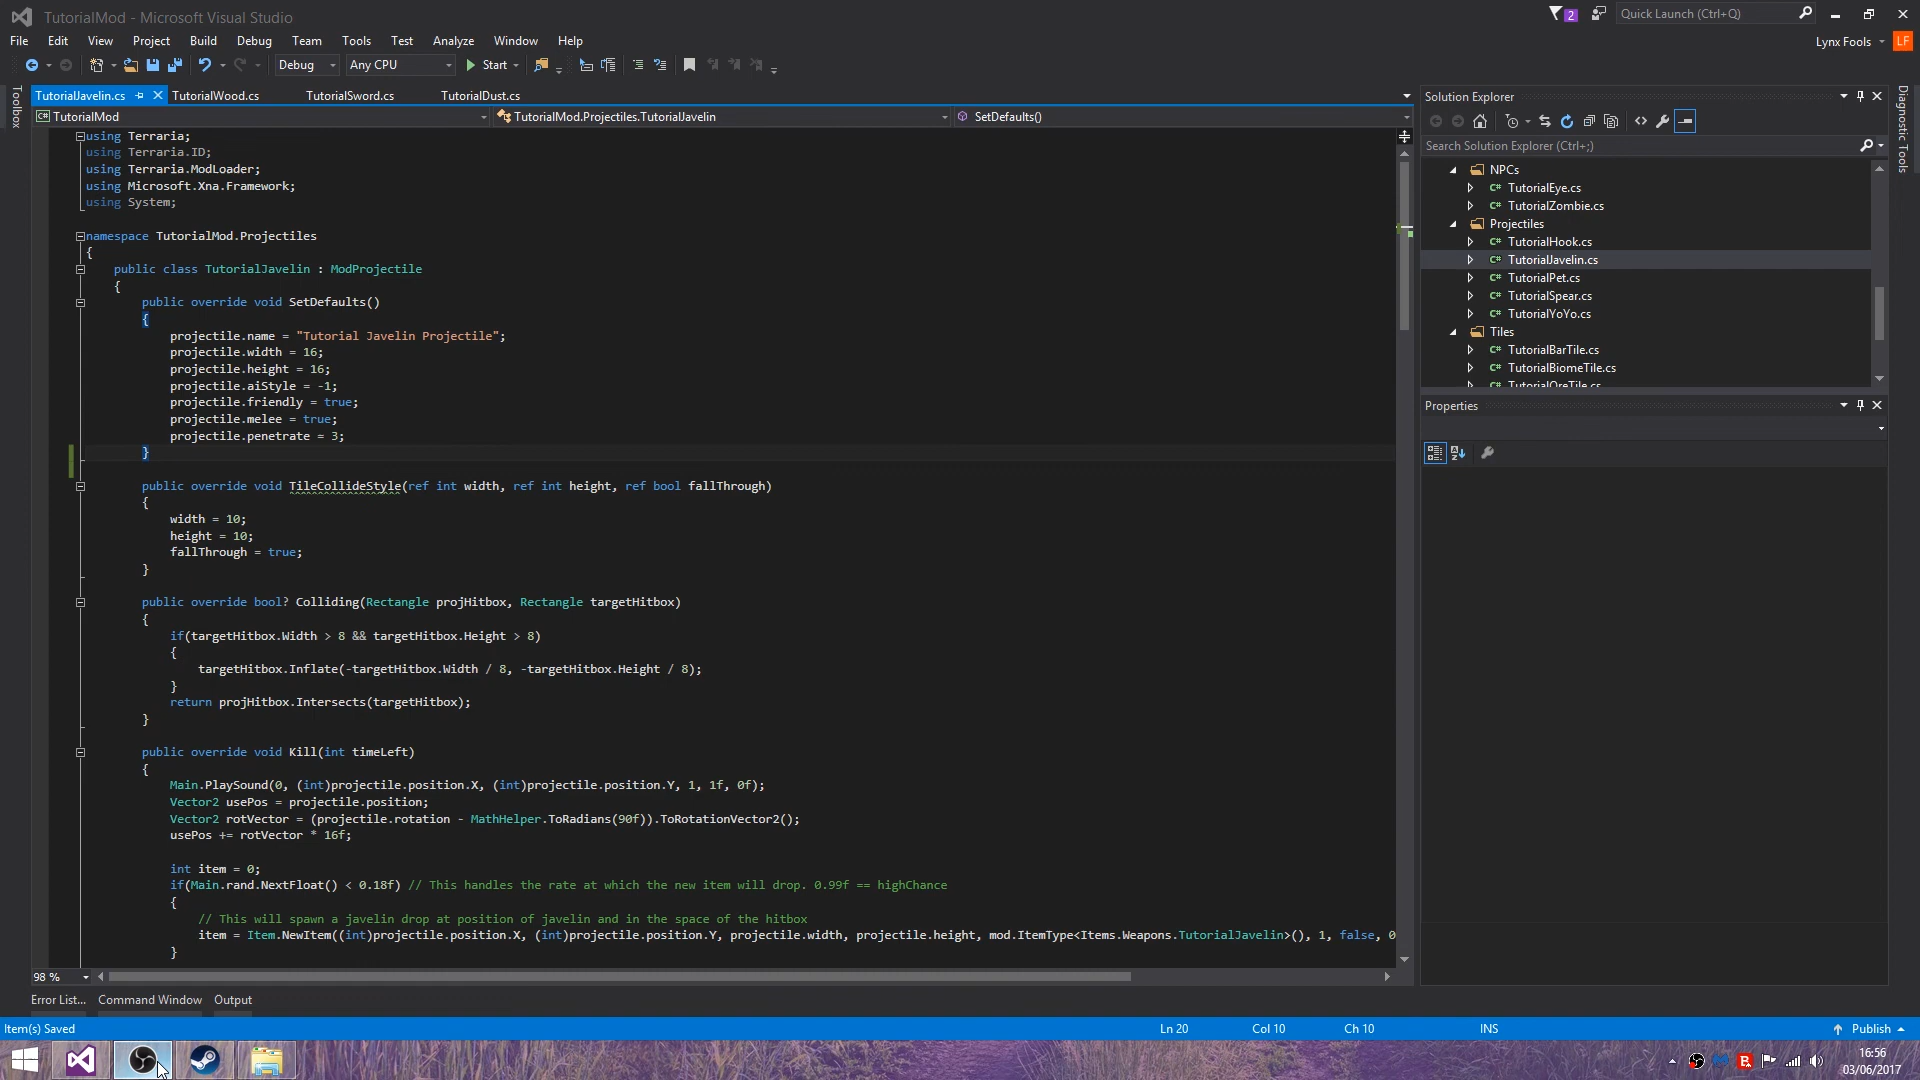 TutorialMod - Microsoft Visual Studio
2
Quick Launch (Ctrl+Q)
File Edit View Project Build Debug Team Tools Test Analyze Window Help
Lynx Fools LF
Debug Any CPU Start
Toolbox
TutorialJavelin.cs TutorialWood.cs TutorialSword.cs TutorialDust.cs
TutorialMod TutorialMod.Projectiles.TutorialJavelin SetDefaults()
using Terraria;
using Terraria.ID;
using Terraria.ModLoader;
using Microsoft.Xna.Framework;
using System;
namespace TutorialMod.Projectiles
{
public class TutorialJavelin : ModProjectile
{
public override void SetDefaults()
{
projectile.name = "Tutorial Javelin Projectile";
projectile.width = 16;
projectile.height = 16;
projectile.aiStyle = -1;
projectile.friendly = true;
projectile.melee = true;
projectile.penetrate = 3;
}
public override void TileCollideStyle(ref int width, ref int height, ref bool fallThrough)
{
width = 10;
height = 10;
fallThrough = true;
}
public override bool? Colliding(Rectangle projHitbox, Rectangle targetHitbox)
{
if(targetHitbox.Width > 8 && targetHitbox.Height > 8)
{
targetHitbox.Inflate(-targetHitbox.Width / 8, -targetHitbox.Height / 8);
}
return projHitbox.Intersects(targetHitbox);
}
public override void Kill(int timeLeft)
{
Main.PlaySound(0, (int)projectile.position.X, (int)projectile.position.Y, 1, 1f, 0f);
Vector2 usePos = projectile.position;
Vector2 rotVector = (projectile.rotation - MathHelper.ToRadians(90f)).ToRotationVector2();
usePos += rotVector * 16f;
int item = 0;
if(Main.rand.NextFloat() < 0.18f) // This handles the rate at which the new item will drop. 0.99f == highChance
{
// This will spawn a javelin drop at position of javelin and in the space of the hitbox
item = Item.NewItem((int)projectile.position.X, (int)projectile.position.Y, projectile.width, projectile.height, mod.ItemType<Items.Weapons.TutorialJavelin>(), 1, false, 0
}
98 %
Error List... Command Window Output
Solution Explorer
Search Solution Explorer (Ctrl+;)
NPCs
C# TutorialEye.cs
C# TutorialZombie.cs
Projectiles
C# TutorialHook.cs
C# TutorialJavelin.cs
C# TutorialPet.cs
C# TutorialSpear.cs
C# TutorialYoYo.cs
Tiles
C# TutorialBarTile.cs
C# TutorialBiomeTile.cs
C# TutorialOreTile.cs
Properties
Diagnostic Tools
Item(s) Saved Ln 20 Col 10 Ch 10 INS Publish
16:56
03/06/2017